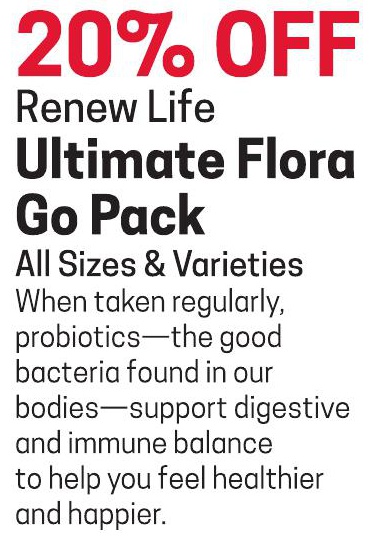 20% OFF
Renew Life
Ultimate Flora
Go Pack
All Sizes & Varieties
When taken regularly,
probiotics—the good
bacteria found in our
bodies—support digestive
and immune balance
to help you feel healthier
and happier.